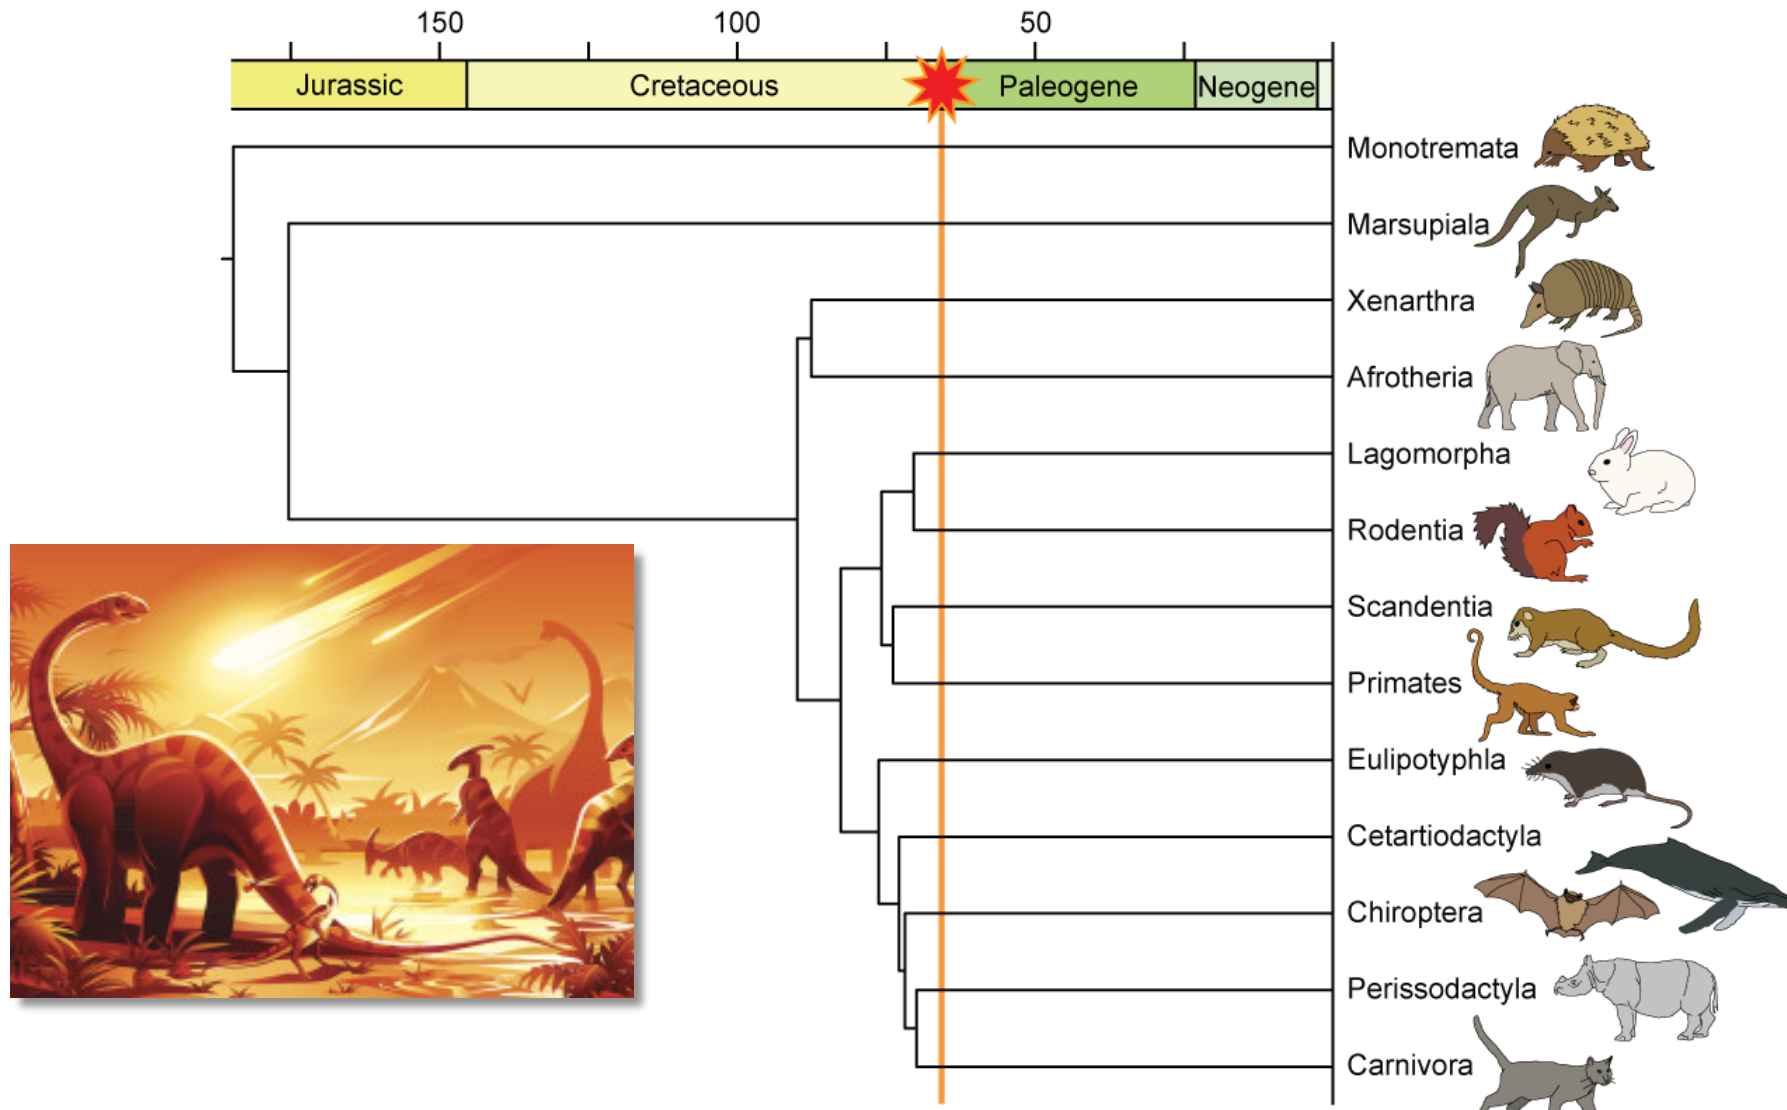 150 100 50
Jurassic Cretaceous Paleogene Neogene
Monotremata
Marsupiala
Xenarthra
Afrotheria
Lagomorpha
Rodentia
Scandentia
Primates
Eulipotyphla
Cetartiodactyla
Chiroptera
Perissodactyla
Carnivora